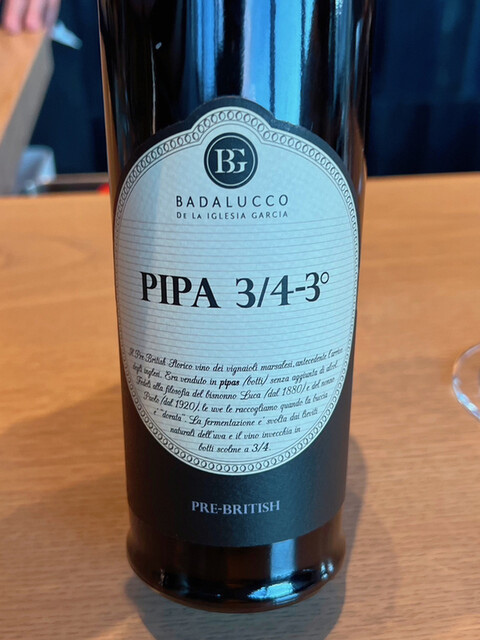 BG
BADALUCCO
DE LA IGLESIA GARCIA
PIPA 3/4-3°
Il Pre British Storico vino dei vignaioli marsalesi, antecedente l'arrivo
degli inglesi. Era venduto in pipas (botti) senza aggiunta di alcol.
Fedeli alla filosofia del bisnonno Luca (dal 1880) e del nonno
Paolo (dal 1920), le uve le raccogliamo quando la buccia
e' "dorata". La fermentazione e' svolta dai lieviti
naturali dell'uva e il vino invecchia in
botti scolme a 3/4.
PRE-BRITISH